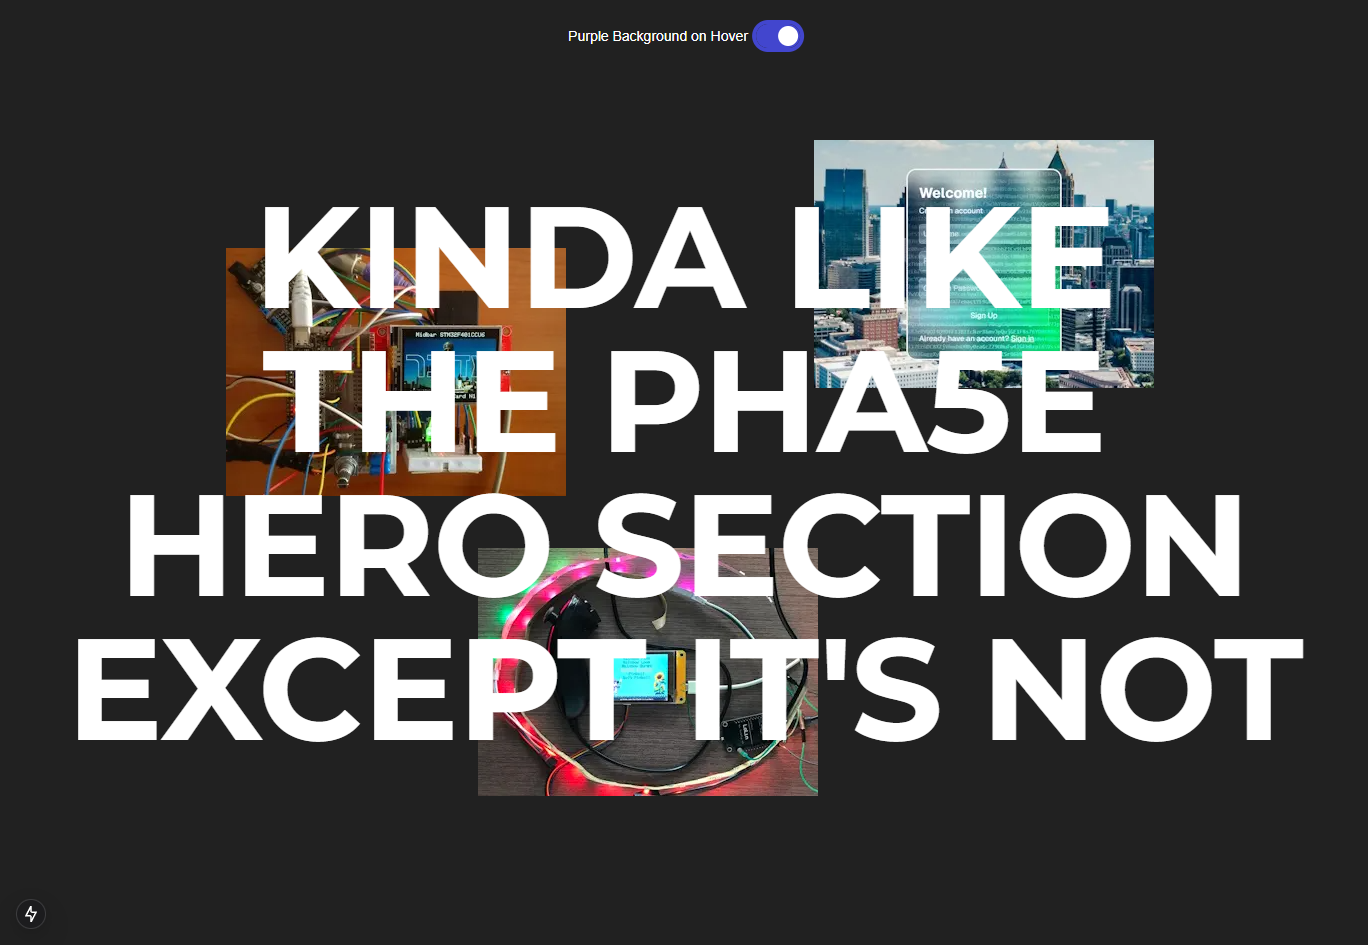 Purple Background on Hover
Welcome!
KINDA LIKE
Sign Up
Already have an account? Sign in
Midbar STM32F401CCU6
THE PHA5E
HERO SECTION
EXCEPT IT'S NOT